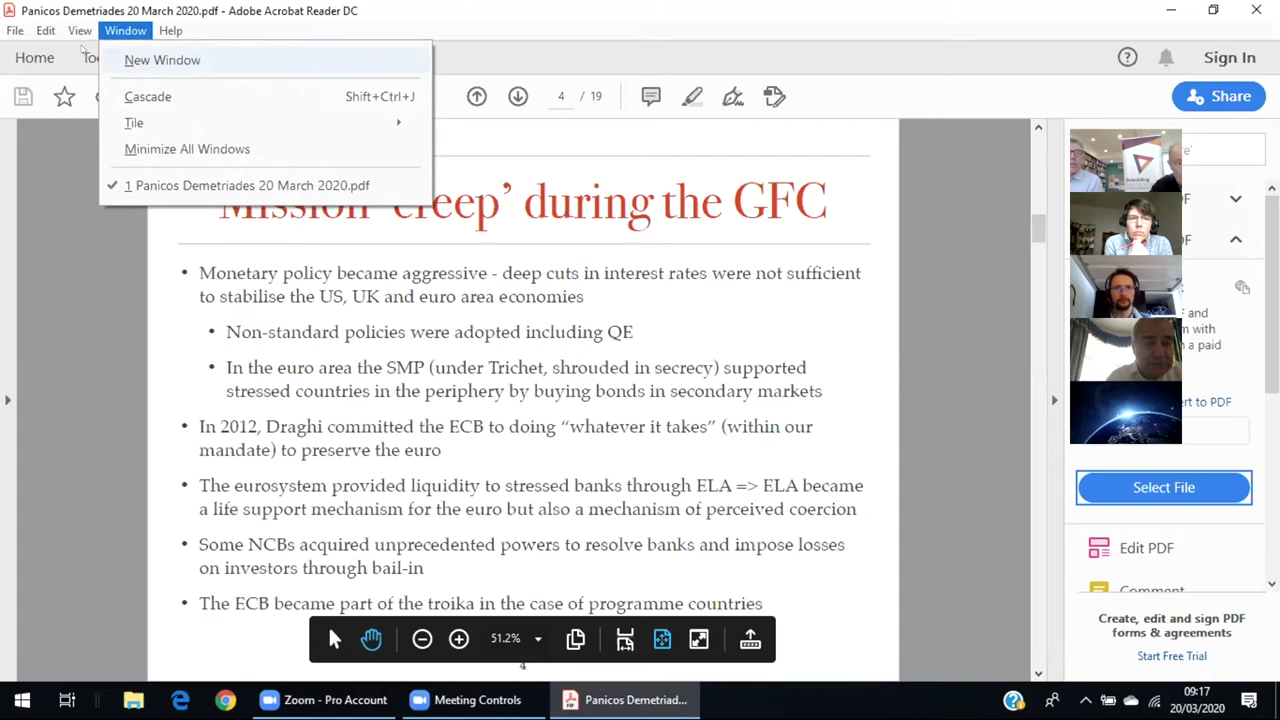 Panicos Demetriades 20 March 2020.pdf - Adobe Acrobat Reader DC
File Edit View Window Help
Home
New Window
Cascade Shift+Ctrl+J
Tile
Minimize All Windows
1 Panicos Demetriades 20 March 2020.pdf
4 / 19
Sign In
Share
Mission 'creep' during the GFC
• Monetary policy became aggressive - deep cuts in interest rates were not sufficient
to stabilise the US, UK and euro area economies
• Non-standard policies were adopted including QE
• In the euro area the SMP (under Trichet, shrouded in secrecy) supported
stressed countries in the periphery by buying bonds in secondary markets
• In 2012, Draghi committed the ECB to doing “whatever it takes” (within our
mandate) to preserve the euro
• The eurosystem provided liquidity to stressed banks through ELA => ELA became
a life support mechanism for the euro but also a mechanism of perceived coercion
• Some NCBs acquired unprecedented powers to resolve banks and impose losses
on investors through bail-in
• The ECB became part of the troika in the case of programme countries
51.2%
4
and
with
a paid
to PDF
Select File
Edit PDF
Comment
Create, edit and sign PDF
forms & agreements
Start Free Trial
Zoom - Pro Account
Meeting Controls
Panicos Demetriad...
09:17
20/03/2020